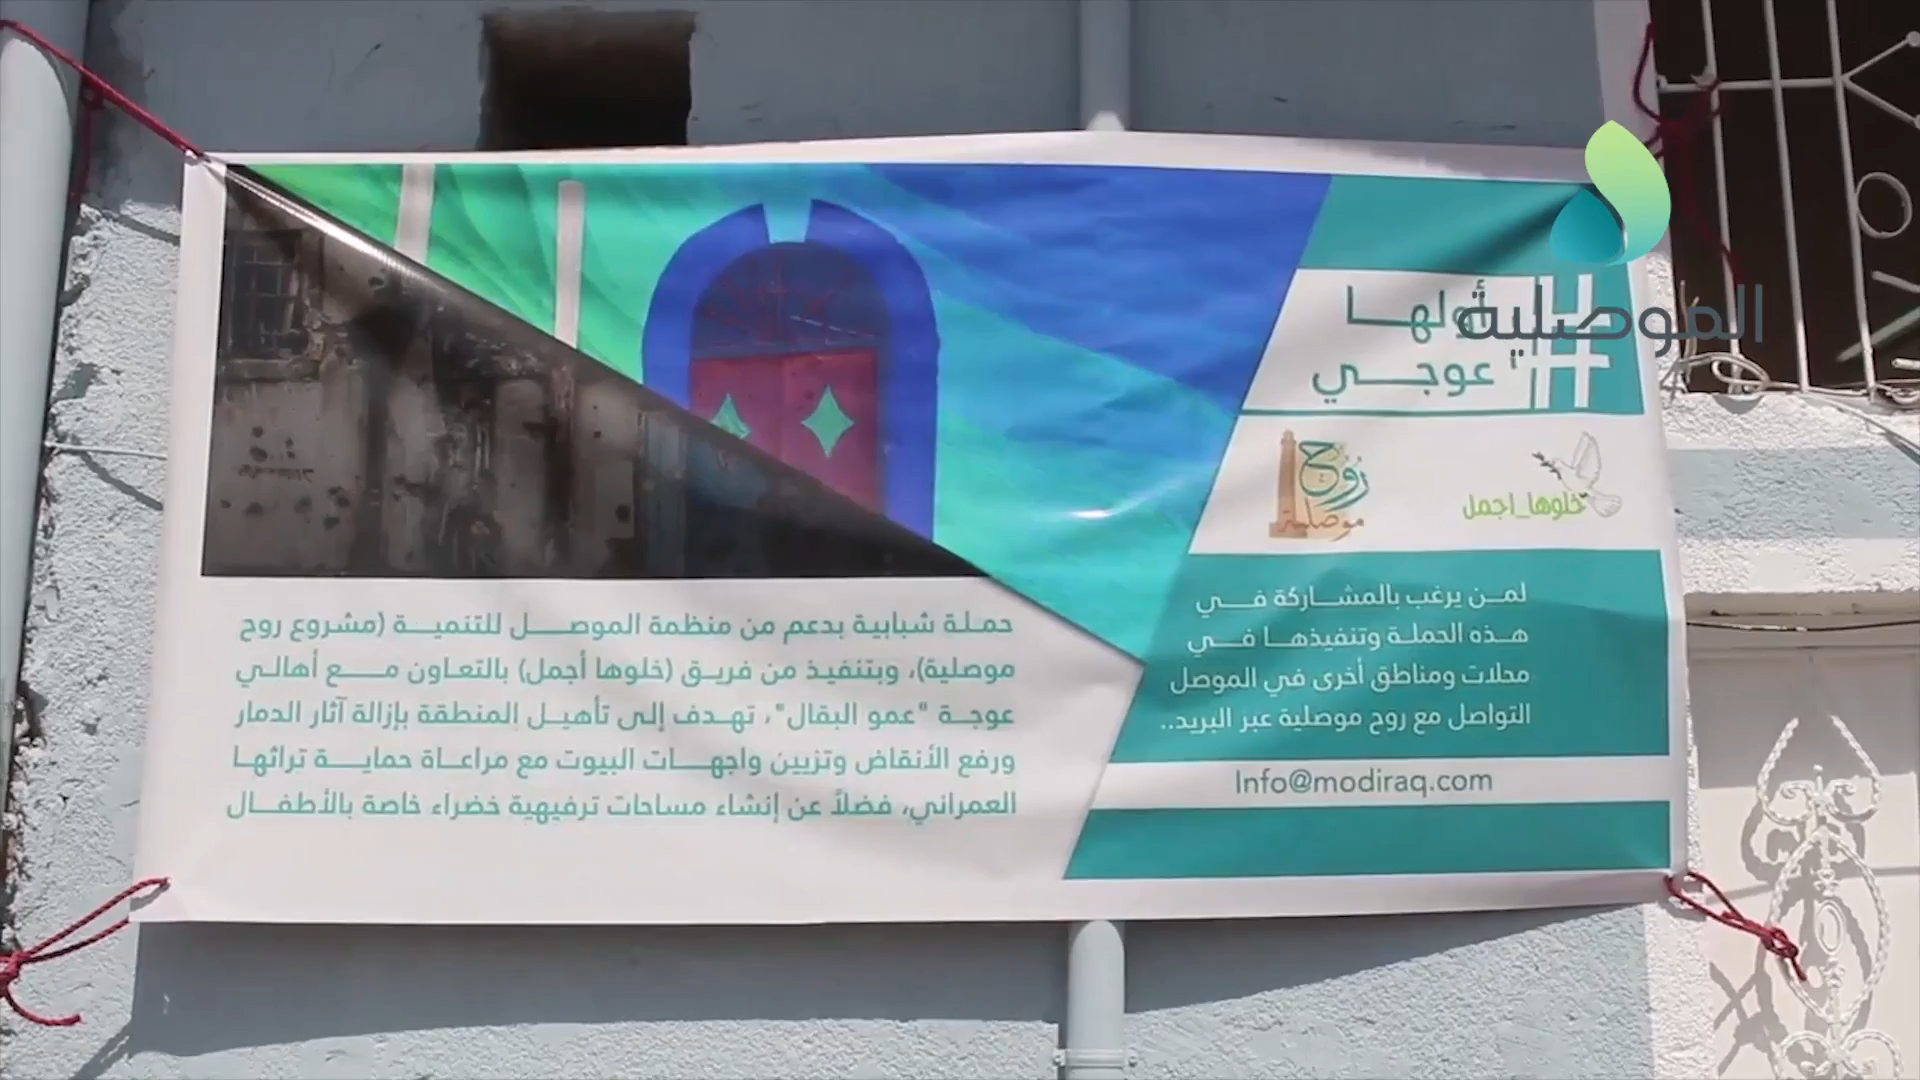 الموصلية
#أولها
عوجي
روح
موصلية
خلوها_اجمل
لمن يرغب بالمشاركة في
هذه الحملة وتنفيذها في
محلات ومناطق أخرى في الموصل
التواصل مع روح موصلية عبر البريد..
Info@modiraq.com
حملة شبابية بدعم من منظمة الموصل للتنمية (مشروع روح
موصلية)، وبتنفيذ من فريق (خلوها أجمل) بالتعاون مع أهالي
عوجة "عمو البقال"، تهدف إلى تأهيل المنطقة بإزالة آثار الدمار
ورفع الأنقاض وتزيين واجهات البيوت مع مراعاة حماية تراثها
العمراني، فضلاً عن إنشاء مساحات ترفيهية خضراء خاصة بالأطفال